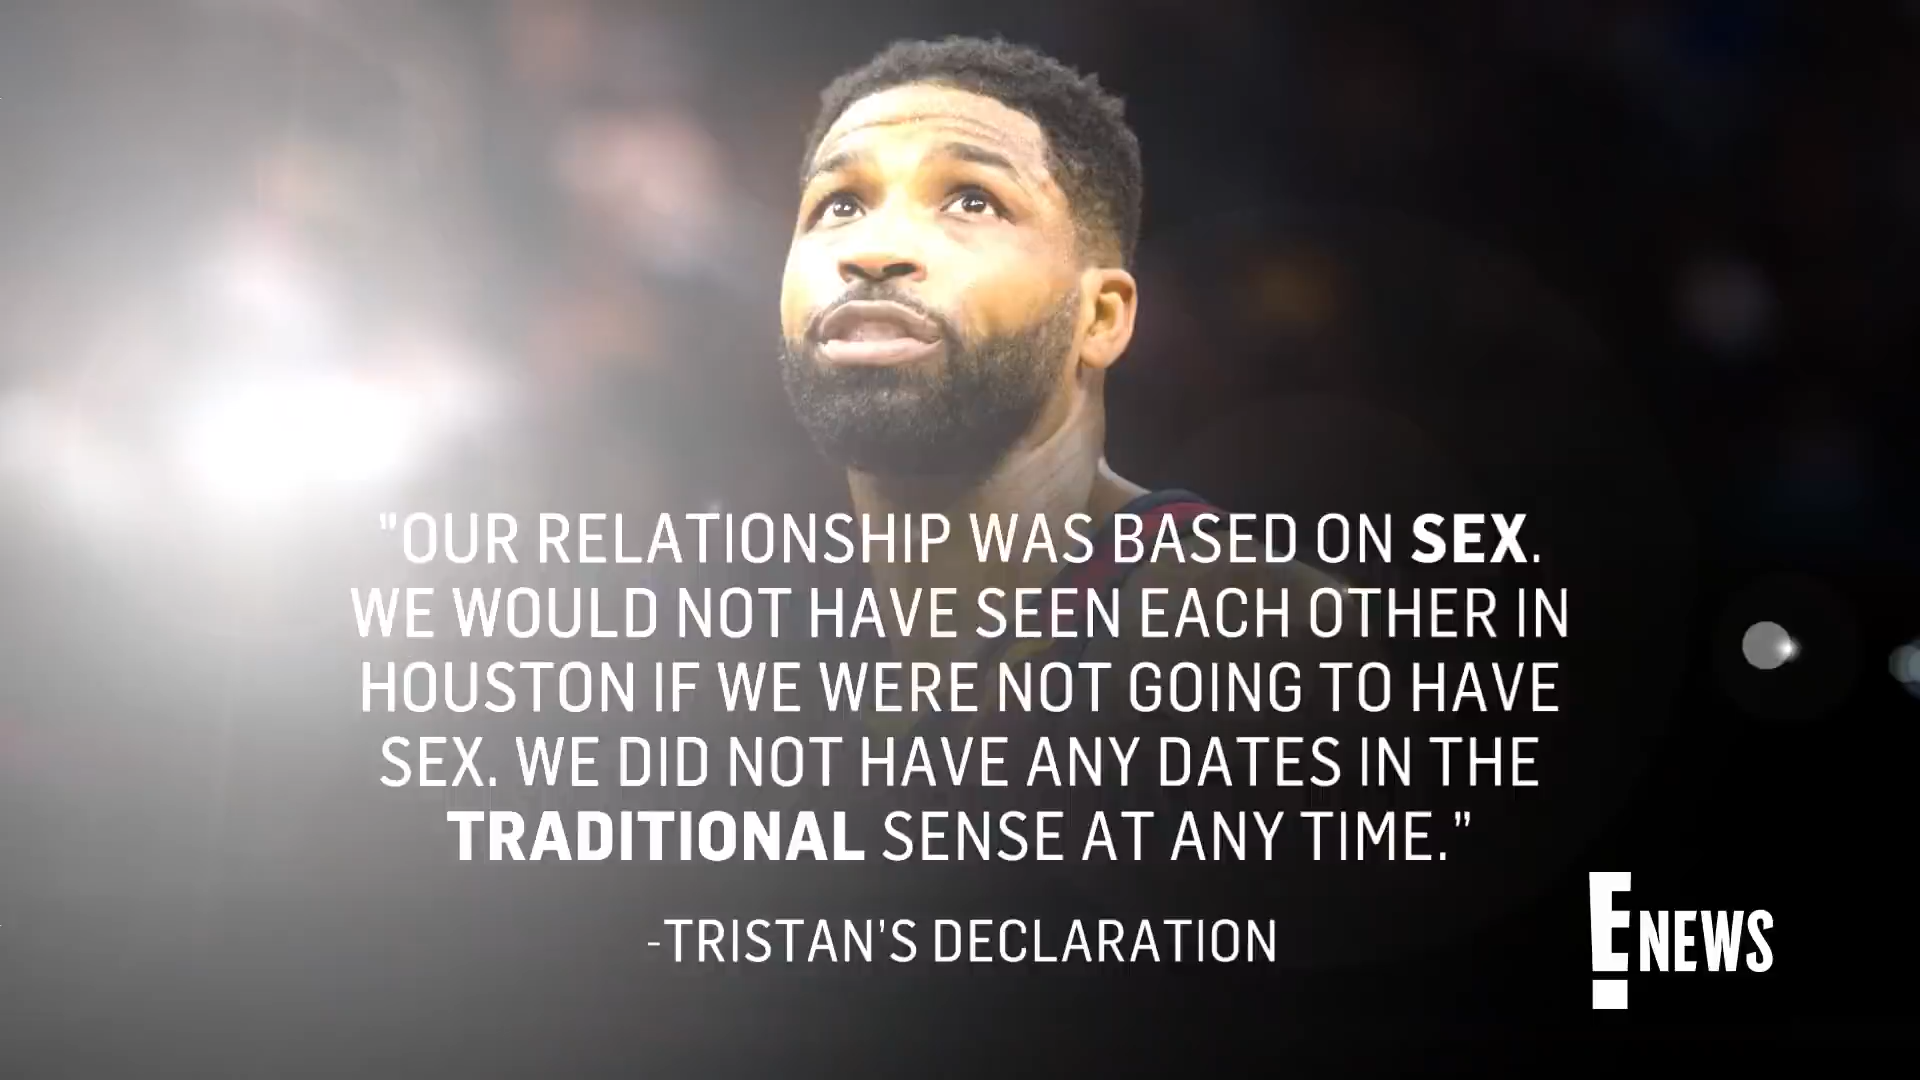 "OUR RELATIONSHIP WAS BASED ON SEX.
WE WOULD NOT HAVE SEEN EACH OTHER IN
HOUSTON IF WE WERE NOT GOING TO HAVE
SEX. WE DID NOT HAVE ANY DATES IN THE
TRADITIONAL SENSE AT ANY TIME."
-TRISTAN'S DECLARATION
E! NEWS